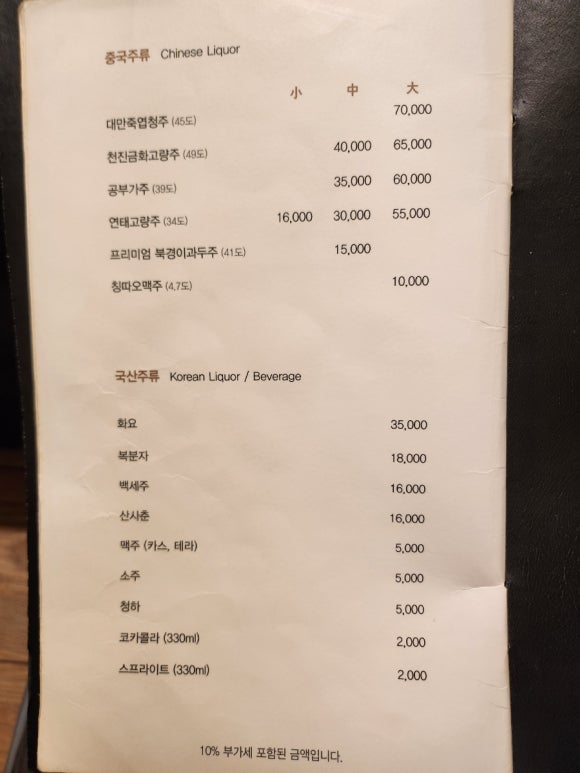 중국주류 Chinese Liquor
小 中 大
대만죽엽청주 (45도) 70,000
천진금화고량주 (49도) 40,000 65,000
공부가주 (39도) 35,000 60,000
연태고량주 (34도) 16,000 30,000 55,000
프리미엄 북경이과두주 (41도) 15,000
칭따오맥주 (4.7도) 10,000
국산주류 Korean Liquor / Beverage
화요 35,000
복분자 18,000
백세주 16,000
산사춘 16,000
맥주 (카스, 테라) 5,000
소주 5,000
청하 5,000
코카콜라 (330ml) 2,000
스프라이트 (330ml) 2,000
10% 부가세 포함된 금액입니다.